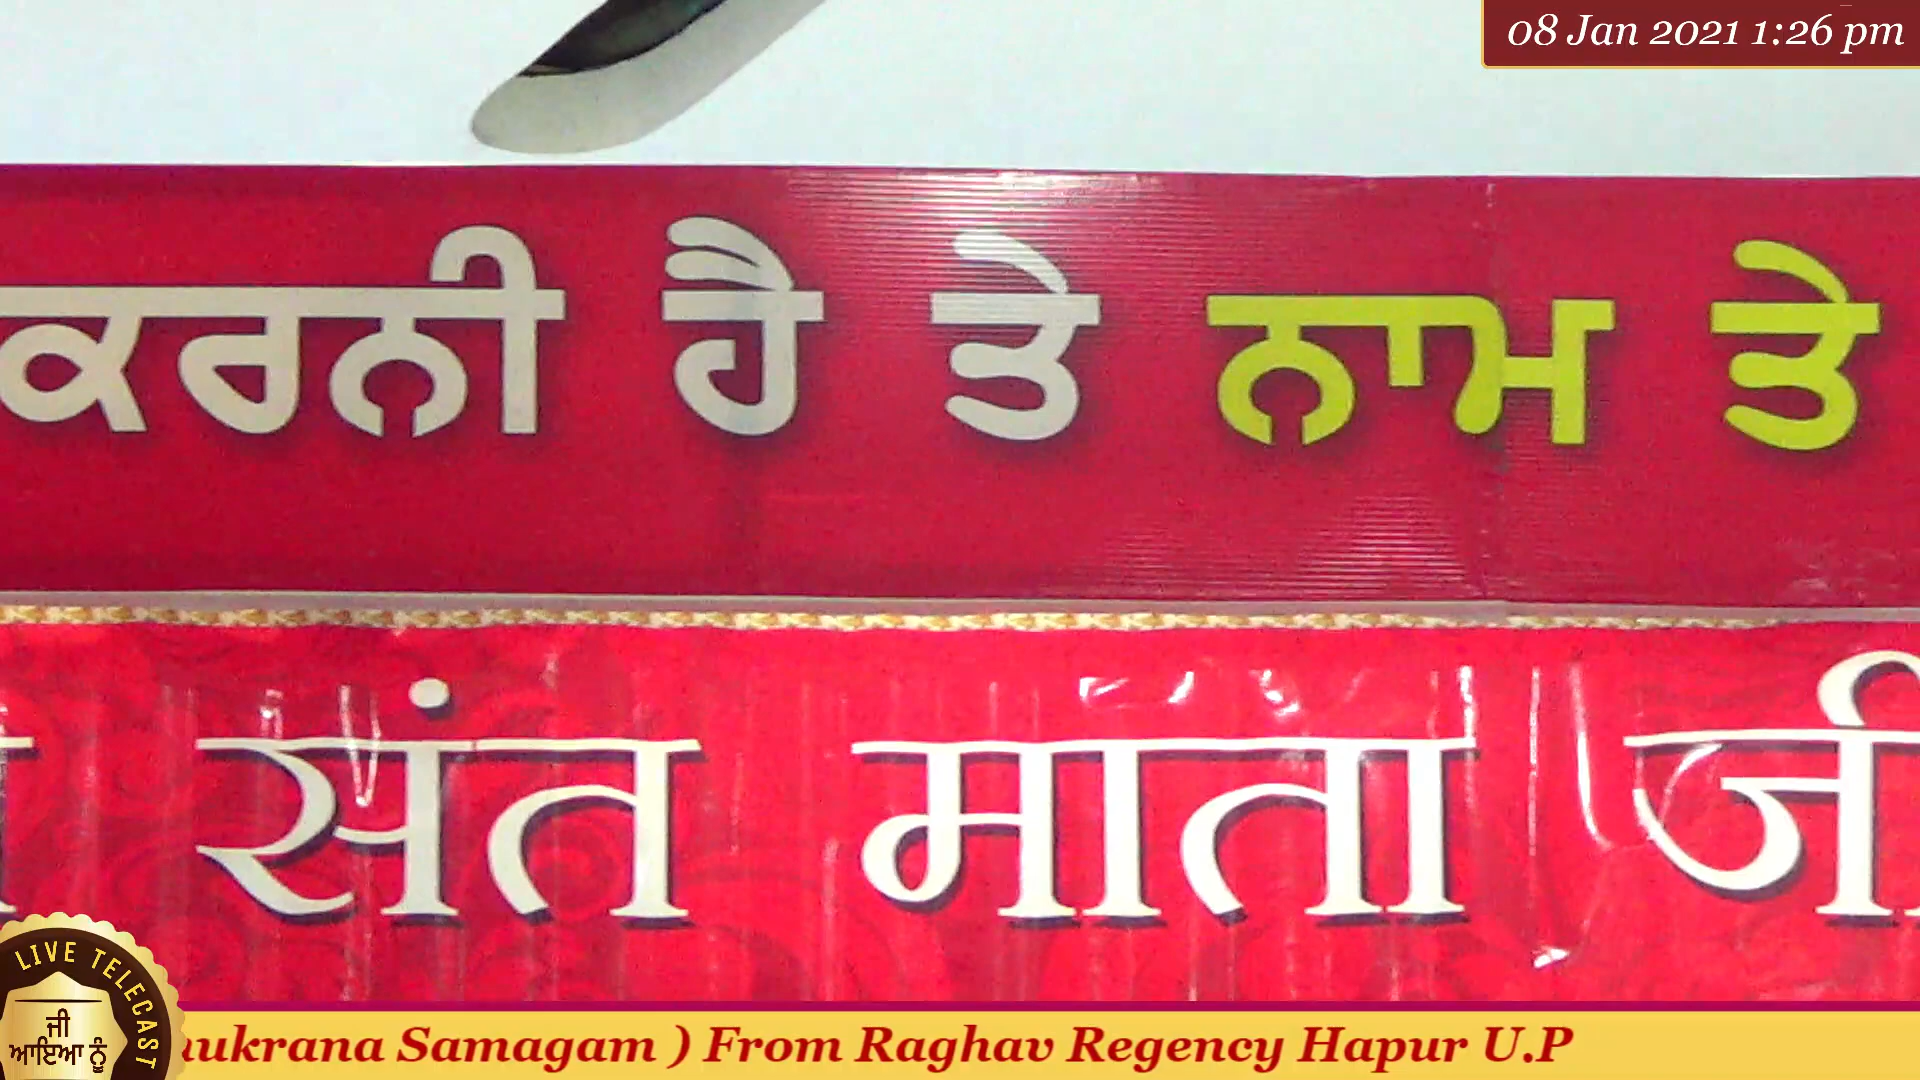 08 Jan 2021 1:26 pm
ਕਰਨੀ ਹੈ ਤੇ ਨਾਮ ਤੇ
संत माता जी
LIVE TELECAST
ਜੀ
ਆਇਆ ਨੂੰ
Samagam ) From Raghav Regency Hapur U.P